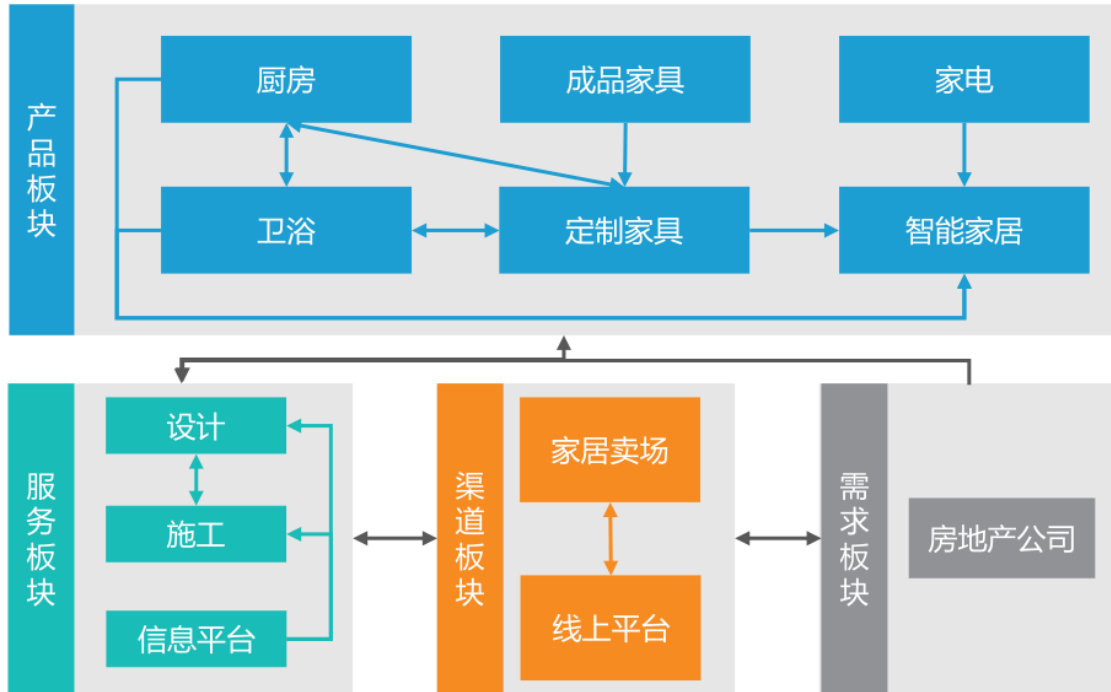 产品板块
厨房
成品家具
家电
卫浴
定制家具
智能家居
服务板块
设计
施工
信息平台
渠道板块
家居卖场
线上平台
需求板块
房地产公司